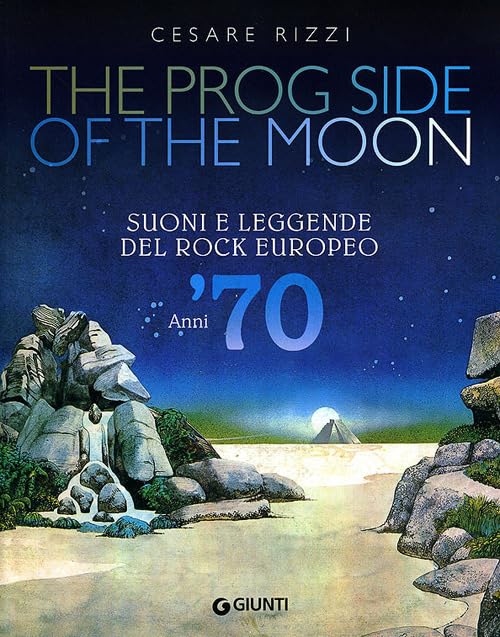 CESARE RIZZI
THE PROG SIDE
OF THE MOON
SUONI E LEGGENDE
DEL ROCK EUROPEO
Anni '70
GIUNTI